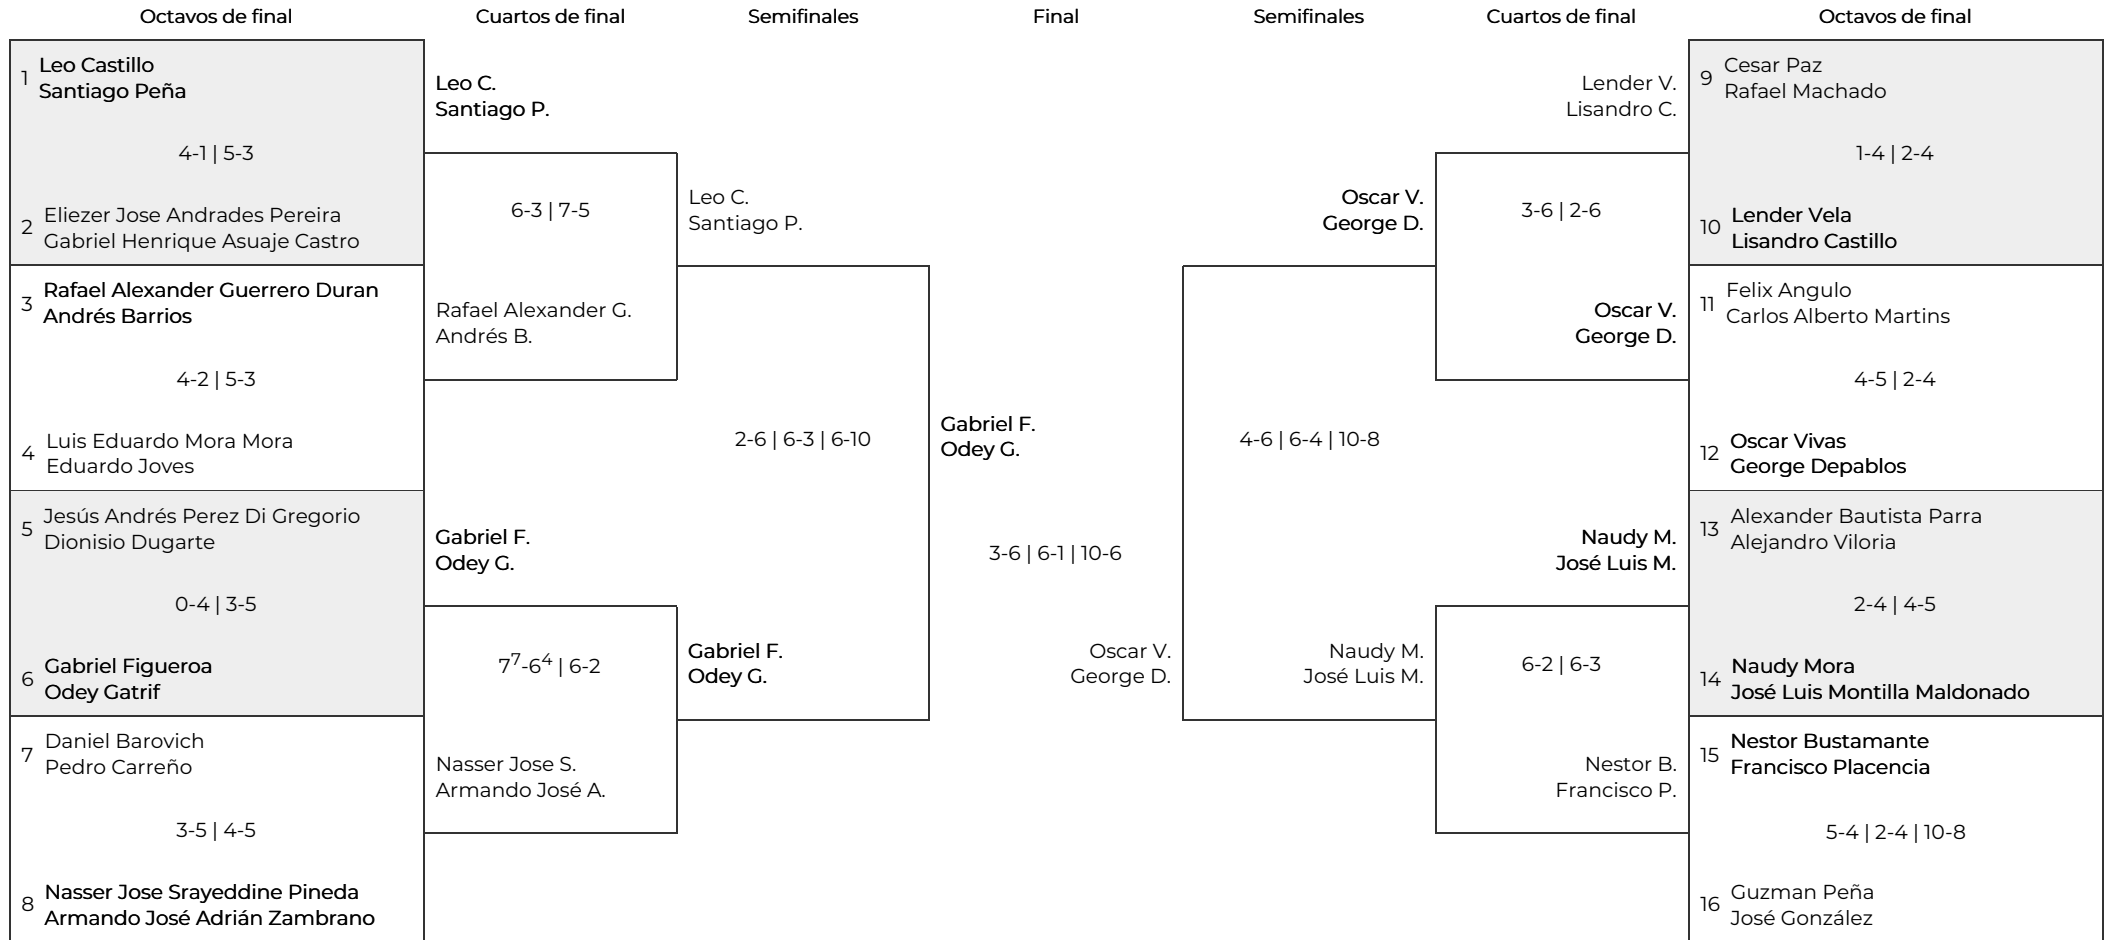 Octavos de final
Cuartos de final
Semifinales
Final
Semifinales
Cuartos de final
Octavos de final
1
Leo Castillo
Santiago Peña
4-1 | 5-3
2
Eliezer Jose Andrades Pereira
Gabriel Henrique Asuaje Castro
3
Rafael Alexander Guerrero Duran
Andrés Barrios
4-2 | 5-3
4
Luis Eduardo Mora Mora
Eduardo Joves
5
Jesús Andrés Perez Di Gregorio
Dionisio Dugarte
0-4 | 3-5
6
Gabriel Figueroa
Odey Gatrif
7
Daniel Barovich
Pedro Carreño
3-5 | 4-5
8
Nasser Jose Srayeddine Pineda
Armando José Adrián Zambrano
Leo C.
Santiago P.
6-3 | 7-5
Rafael Alexander G.
Andrés B.
Gabriel F.
Odey G.
7⁷-6⁴ | 6-2
Nasser Jose S.
Armando José A.
Leo C.
Santiago P.
2-6 | 6-3 | 6-10
Gabriel F.
Odey G.
Gabriel F.
Odey G.
3-6 | 6-1 | 10-6
Oscar V.
George D.
Oscar V.
George D.
4-6 | 6-4 | 10-8
Naudy M.
José Luis M.
Lender V.
Lisandro C.
3-6 | 2-6
Oscar V.
George D.
Naudy M.
José Luis M.
6-2 | 6-3
Nestor B.
Francisco P.
9
Cesar Paz
Rafael Machado
1-4 | 2-4
10
Lender Vela
Lisandro Castillo
11
Felix Angulo
Carlos Alberto Martins
4-5 | 2-4
12
Oscar Vivas
George Depablos
13
Alexander Bautista Parra
Alejandro Viloria
2-4 | 4-5
14
Naudy Mora
José Luis Montilla Maldonado
15
Nestor Bustamante
Francisco Placencia
5-4 | 2-4 | 10-8
16
Guzman Peña
José González